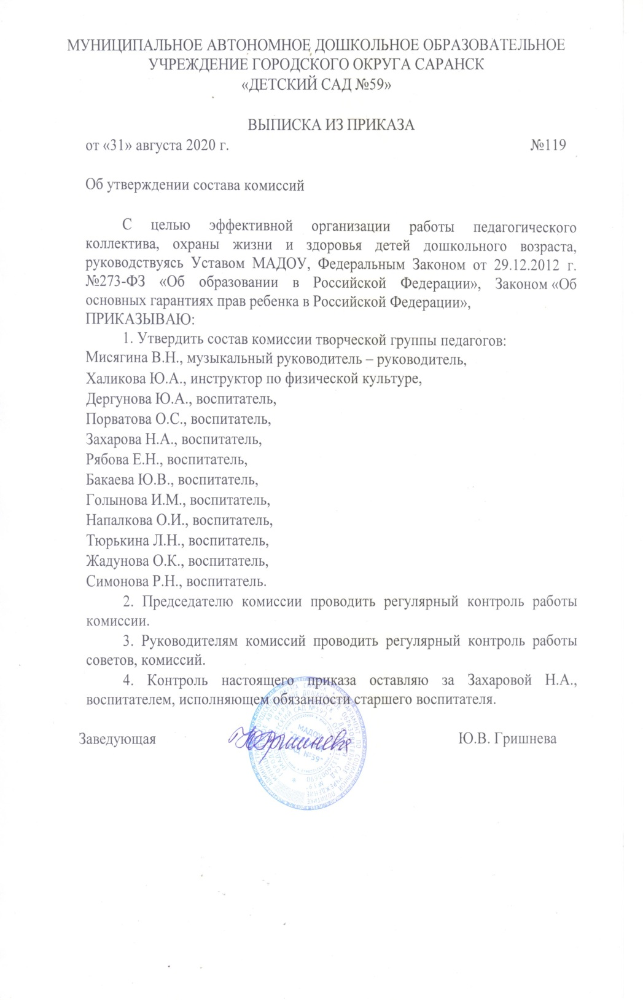 МУНИЦИПАЛЬНОЕ АВТОНОМНОЕ ДОШКОЛЬНОЕ ОБРАЗОВАТЕЛЬНОЕ
УЧРЕЖДЕНИЕ ГОРОДСКОГО ОКРУГА САРАНСК
«ДЕТСКИЙ САД №59»
ВЫПИСКА ИЗ ПРИКАЗА
от «31» августа 2020 г. №119
Об утверждении состава комиссий
С целью эффективной организации работы педагогического
коллектива, охраны жизни и здоровья детей дошкольного возраста,
руководствуясь Уставом МАДОУ, Федеральным Законом от 29.12.2012 г.
№273-ФЗ «Об образовании в Российской Федерации», Законом «Об
основных гарантиях прав ребенка в Российской Федерации»,
ПРИКАЗЫВАЮ:
1. Утвердить состав комиссии творческой группы педагогов:
Мисягина В.Н., музыкальный руководитель – руководитель,
Халикова Ю.А., инструктор по физической культуре,
Дергунова Ю.А., воспитатель,
Порватова О.С., воспитатель,
Захарова Н.А., воспитатель,
Рябова Е.Н., воспитатель,
Бакаева Ю.В., воспитатель,
Голынова И.М., воспитатель,
Напалкова О.И., воспитатель,
Тюрькина Л.Н., воспитатель,
Жадунова О.К., воспитатель,
Симонова Р.Н., воспитатель.
2. Председателю комиссии проводить регулярный контроль работы
комиссии.
3. Руководителям комиссий проводить регулярный контроль работы
советов, комиссий.
4. Контроль настоящего приказа оставляю за Захаровой Н.А.,
воспитателем, исполняющем обязанности старшего воспитателя.
Заведующая Ю.В. Гришнева
МАДОУ
№59"